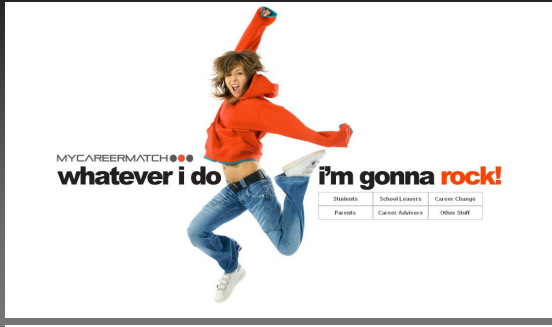 MYCAREERMATCH
whatever i do i'm gonna rock!
Students School Leavers Career Change
Parents Career Advisers Other Stuff